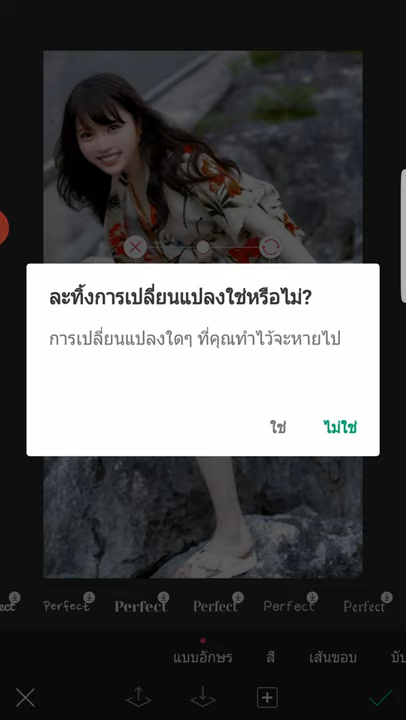 ละทิ้งการเปลี่ยนแปลงใช่หรือไม่?
การเปลี่ยนแปลงใดๆ ที่คุณทำไว้จะหายไป
ใช่ ไม่ใช่
Perfect Perfect Perfect Perfect Perfect
แบบอักษร สี เส้นขอบ